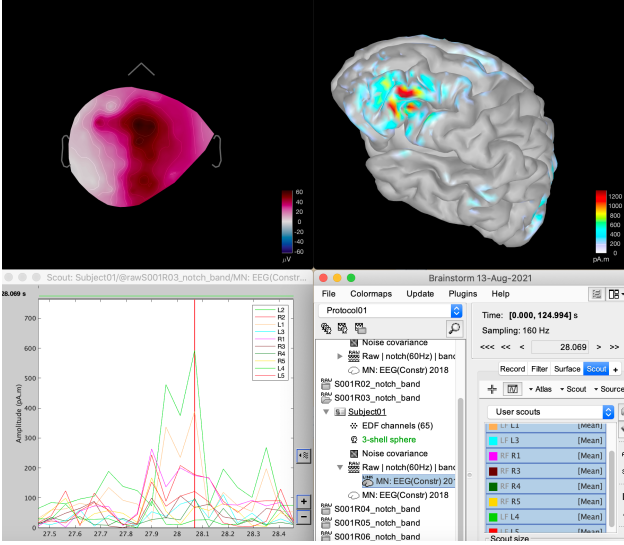 60
40
20
0
-20
-40
-60
μV
1200
1000
800
600
400
200
0
pA.m
Scout: Subject01/@rawS001R03_notch_band/MN: EEG(Constr...
28.069 s
700
600
500
400
300
200
100
0
Amplitude (pA.m)
27.5 27.6 27.7 27.8 27.9 28 28.1 28.2 28.3 28.4
L2
R2
L1
L3
R1
R3
R4
R5
L4
L5
+
−
Brainstorm 13-Aug-2021
File Colormaps Update Plugins Help
Protocol01
Noise covariance
Raw | notch(60Hz) | banc
MN: EEG(Constr) 2018
S001R02_notch_band
S001R03_notch_band
Subject01
EDF channels (65)
3-shell sphere
Noise covariance
Raw | notch(60Hz) | banc
MN: EEG(Constr) 201
MN: EEG(Constr) 2018
S001R04_notch_band
S001R05_notch_band
S001R06_notch_band
Time: [0.000, 124.994] s
Sampling: 160 Hz
<<< << < 28.069 > >>
Record Filter Surface Scout +
Atlas Scout Source
User scouts
LF L1 [Mean]
LF L3 [Mean]
RF R1 [Mean]
RF R3 [Mean]
RF R4 [Mean]
RF R5 [Mean]
LF L4 [Mean]
LF L5 [Mean]
Scout size